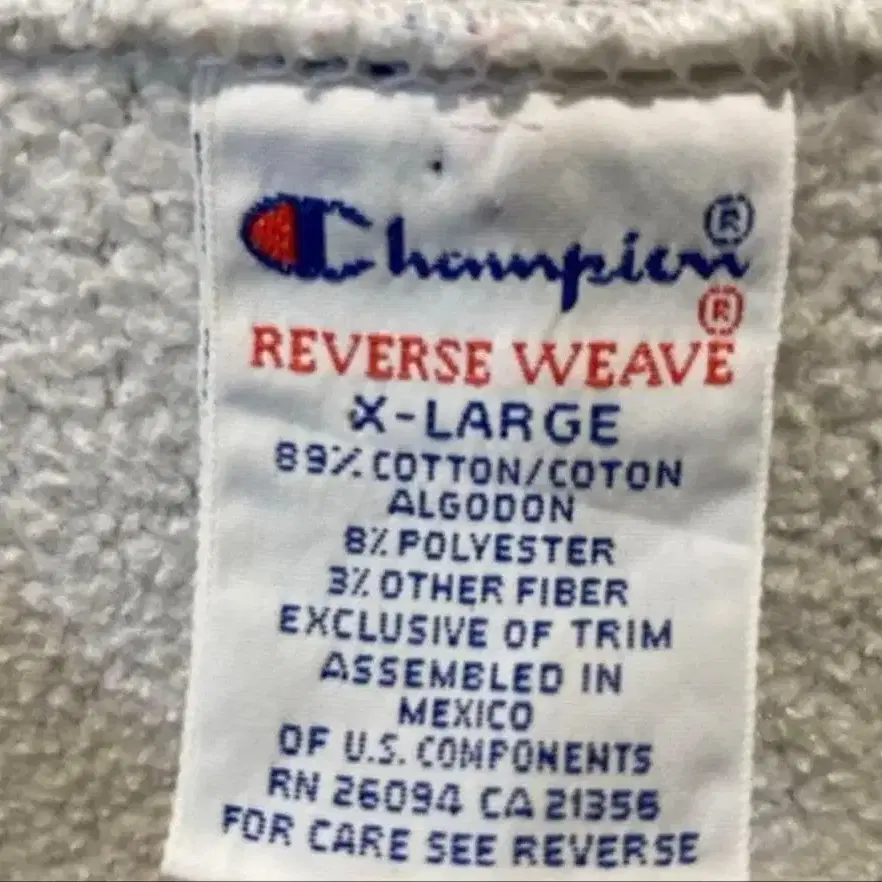 Champion®
®
REVERSE WEAVE
X-LARGE
89% COTTON/COTON
ALGODON
8% POLYESTER
3% OTHER FIBER
EXCLUSIVE OF TRIM
ASSEMBLED IN
MEXICO
OF U.S. COMPONENTS
RN 26094 CA 21356
FOR CARE SEE REVERSE